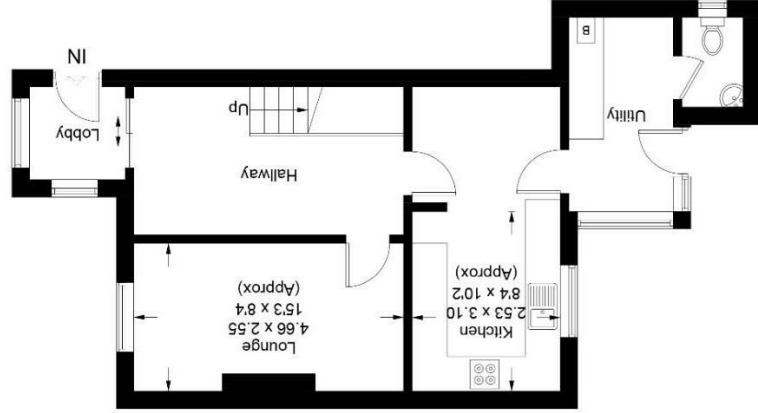 Lounge
4.66 x 2.55
15'3 x 8'4
(Approx)
Kitchen
2.53 x 3.10
8'4 x 10'2
(Approx)
Hallway
Up
Lobby
IN
Utility
B